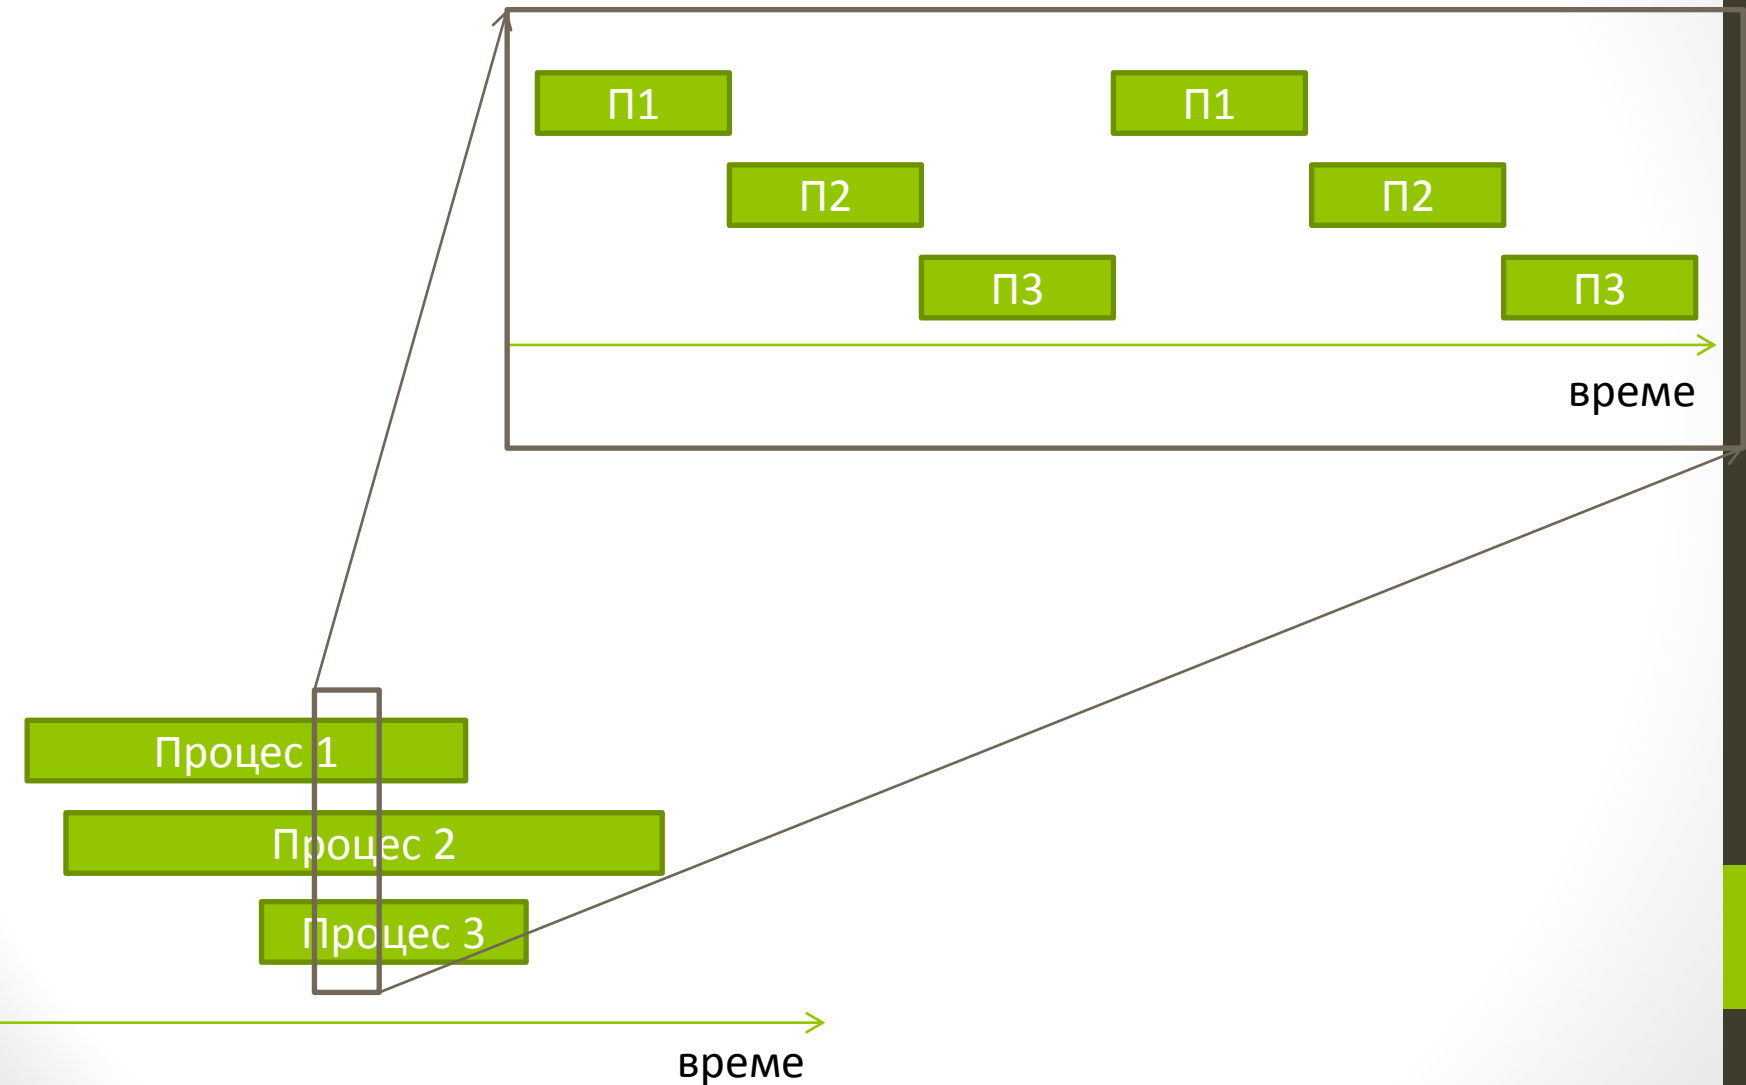 П1 П1
П2 П2
П3 П3
време
Процес 1
Процес 2
Процес 3
време